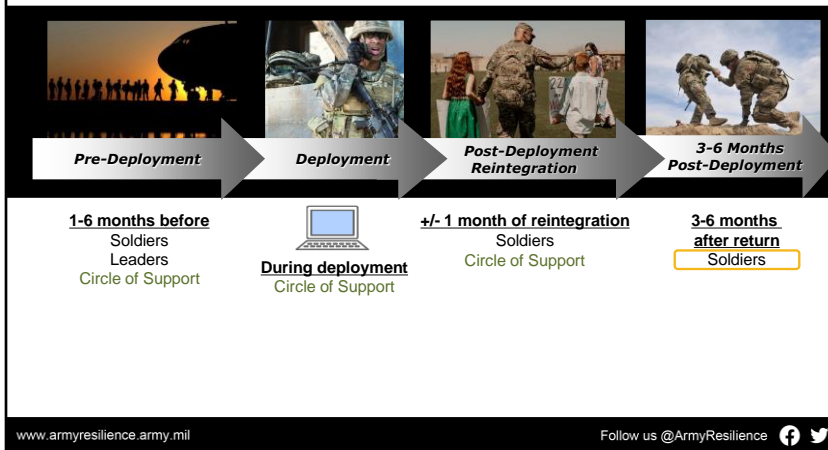 Pre-Deployment
Deployment
Post-Deployment
Reintegration
3-6 Months
Post-Deployment
1-6 months before
Soldiers
Leaders
Circle of Support
During deployment
Circle of Support
+/- 1 month of reintegration
Soldiers
Circle of Support
3-6 months
after return
Soldiers
www.armyresilience.army.mil
Follow us @ArmyResilience